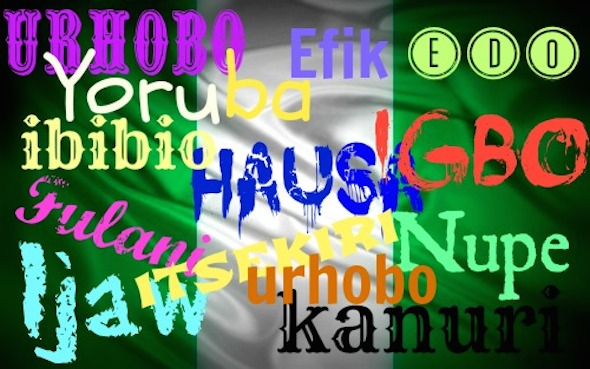 URHOBO
Efik
EDO
Yoruba
ibibio
IGBO
HAUSA
Fulani
ITSEKIRI
Nupe
Ijaw
urhobo
kanuri